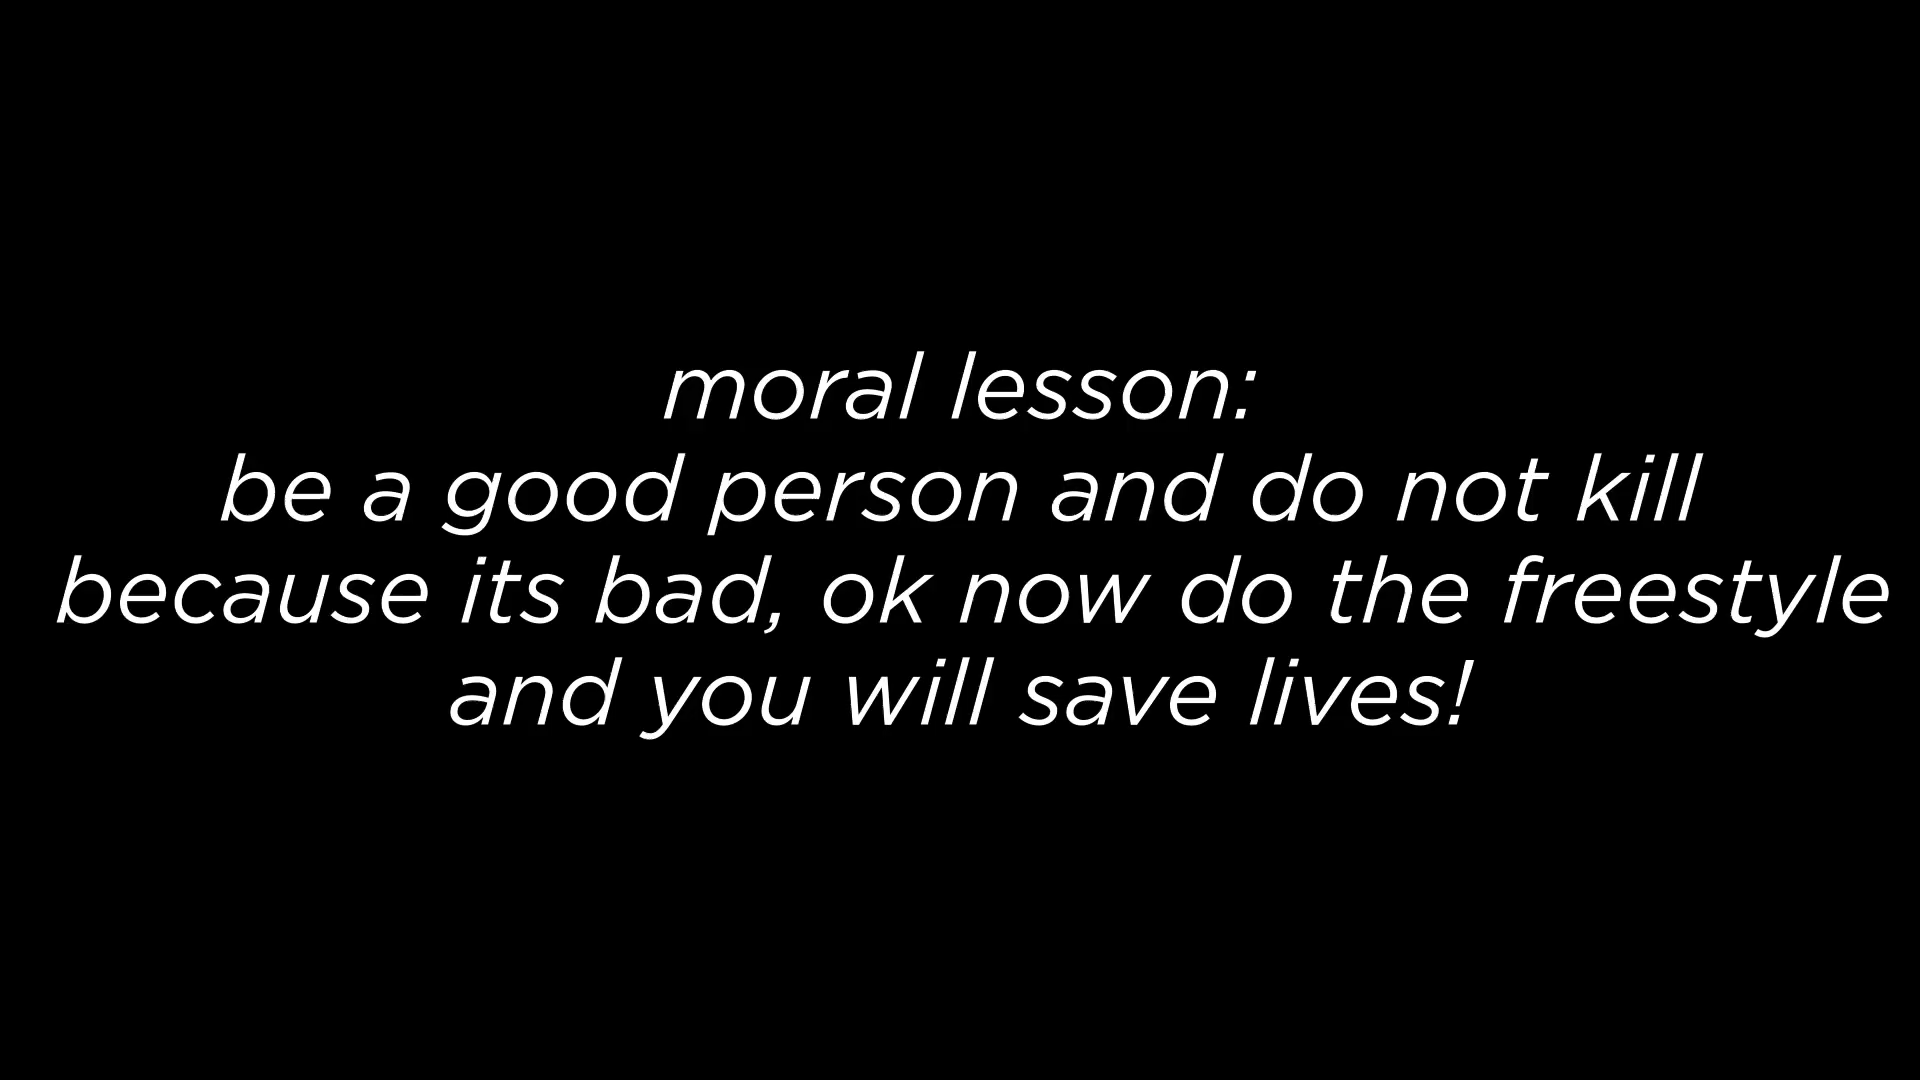 moral lesson:
be a good person and do not kill
because its bad, ok now do the freestyle
and you will save lives!